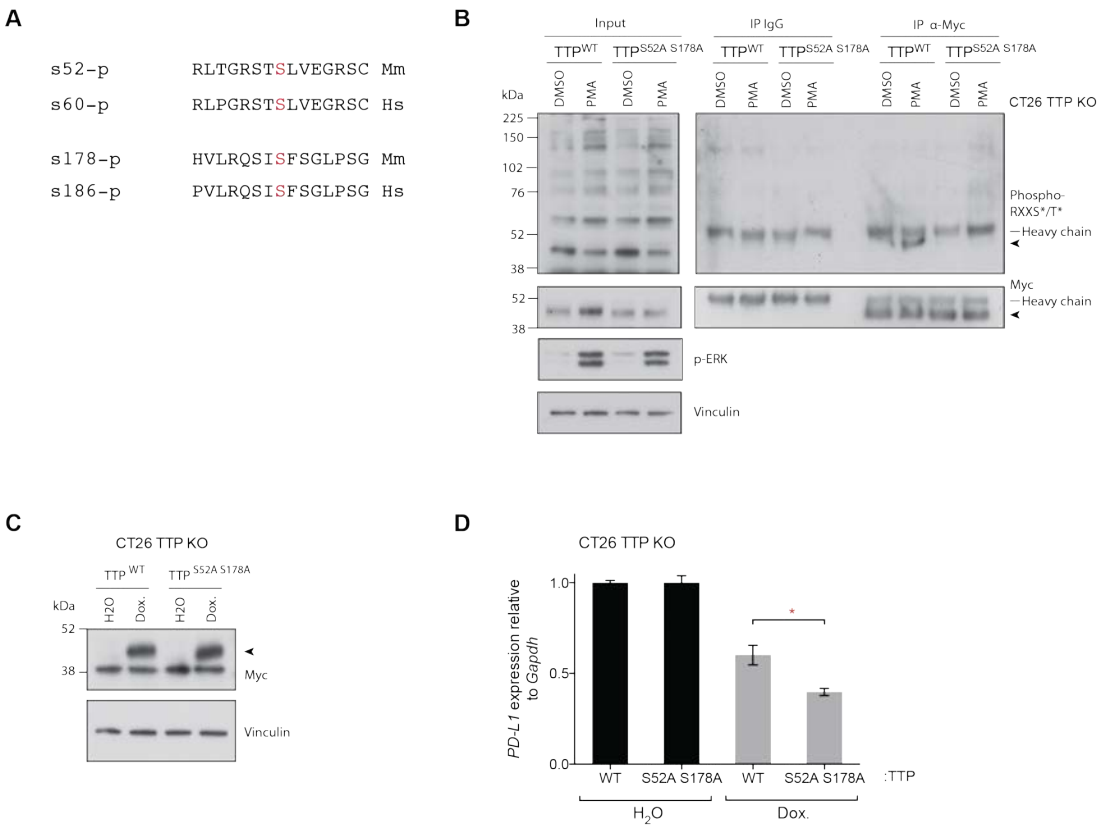 A
s52-p RLTGRSTSLVEGRSC Mm
s60-p RLPGRSTSLVEGRSC Hs
s178-p HVLRQSISFSGLPSG Mm
s186-p PVLRQSISFSGLPSG Hs
B
Input IP IgG IP α-Myc
TTPWT TTPS52A S178A TTPWT TTPS52A S178A TTPWT TTPS52A S178A
DMSO PMA DMSO PMA DMSO PMA DMSO PMA DMSO PMA DMSO PMA
CT26 TTP KO
kDa
225
150
102
76
52
38
Phospho-
RXXS*/T*
Heavy chain
Myc
52
Heavy chain
38
p-ERK
Vinculin
C
CT26 TTP KO
TTP WT TTP S52A S178A
H2O Dox. H2O Dox.
kDa
52
38
Myc
Vinculin
D
CT26 TTP KO
PD-L1 expression relative
to Gapdh
1.0
0.5
0.0
*
WT S52A S178A WT S52A S178A :TTP
H2O Dox.